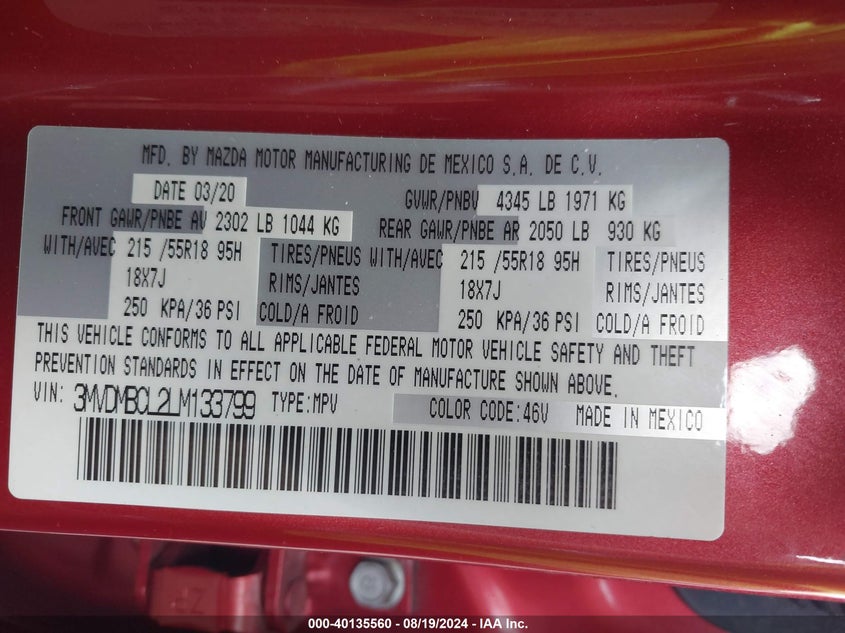 MFD. BY MAZDA MOTOR MANUFACTURING DE MEXICO S.A. DE C.V.
DATE 03/20 GVWR/PNBV 4345 LB 1971 KG
FRONT GAWR/PNBE AV 2302 LB 1044 KG REAR GAWR/PNBE AR 2050 LB 930 KG
WITH/AVEC 215 /55R18 95H TIRES/PNEUS WITH/AVEC 215 /55R18 95H TIRES/PNEUS
18X7J RIMS/JANTES 18X7J RIMS/JANTES
250 KPA/36 PSI COLD/A FROID 250 KPA/36 PSI COLD/A FROID
THIS VEHICLE CONFORMS TO ALL APPLICABLE FEDERAL MOTOR VEHICLE SAFETY AND THEFT
PREVENTION STANDARDS IN EFFECT ON THE DATE OF MANUFACTURE SHOWN ABOVE.
VIN: 3MVDMBCL2LM133799 TYPE:MPV COLOR CODE:46V MADE IN MEXICO
000-40135560 - 08/19/2024 - IAA Inc.